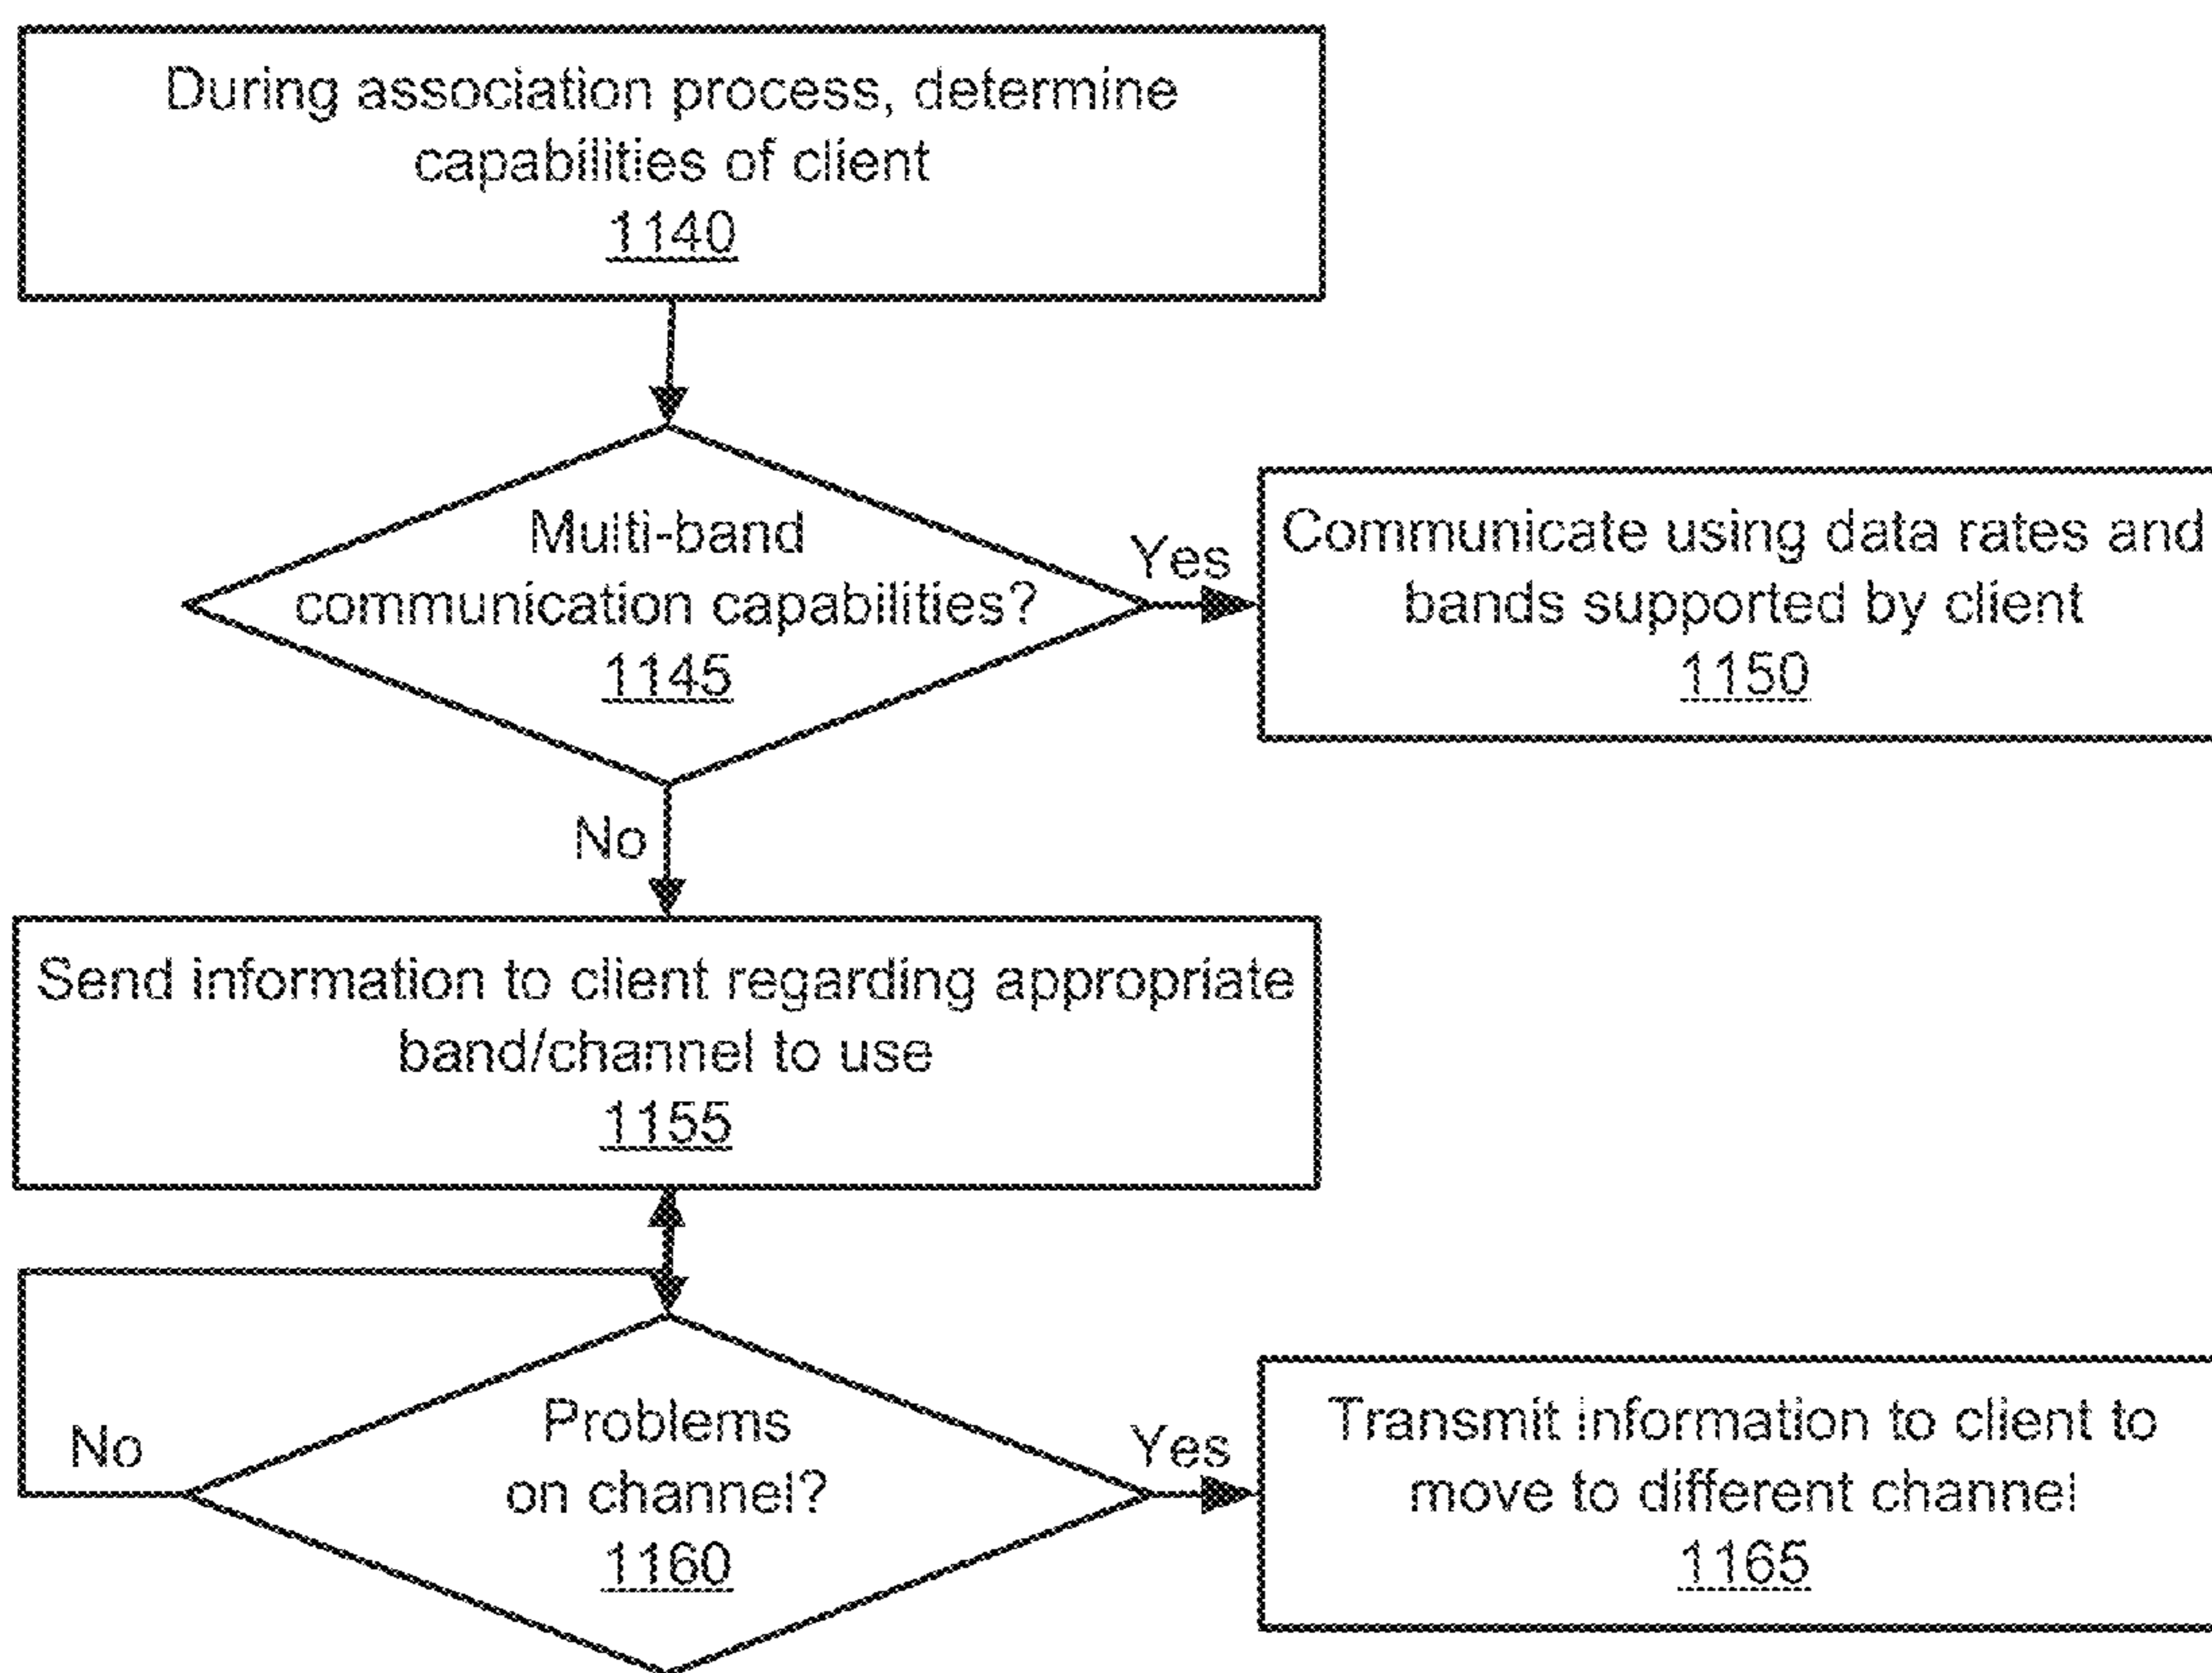 During association process, determine
capabilities of client
1140
Multi-band
communication capabilities?
1145
Yes
Communicate using data rates and
bands supported by client
1150
No
Send information to client regarding appropriate
band/channel to use
1155
No
Problems
on channel?
1160
Yes
Transmit information to client to
move to different channel
1165